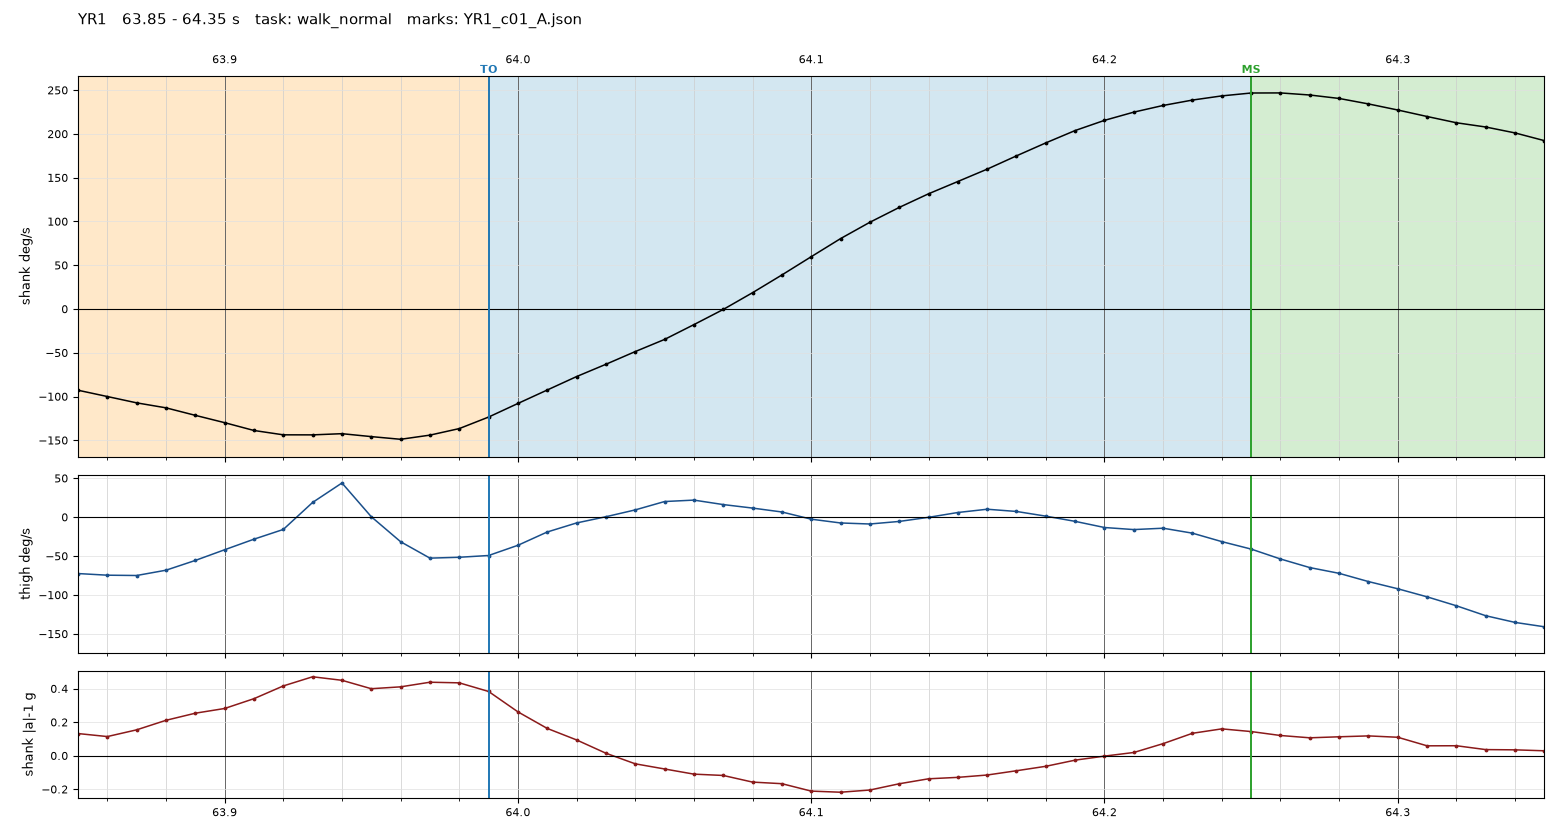 YR1   63.85 - 64.35 s   task: walk_normal   marks: YR1_c01_A.json
63.9 64.0 64.1 64.2 64.3
TO MS
250
200
150
100
50
0
−50
−100
−150
shank deg/s
50
0
−50
−100
−150
thigh deg/s
0.4
0.2
0.0
−0.2
shank |a|-1 g
63.9 64.0 64.1 64.2 64.3